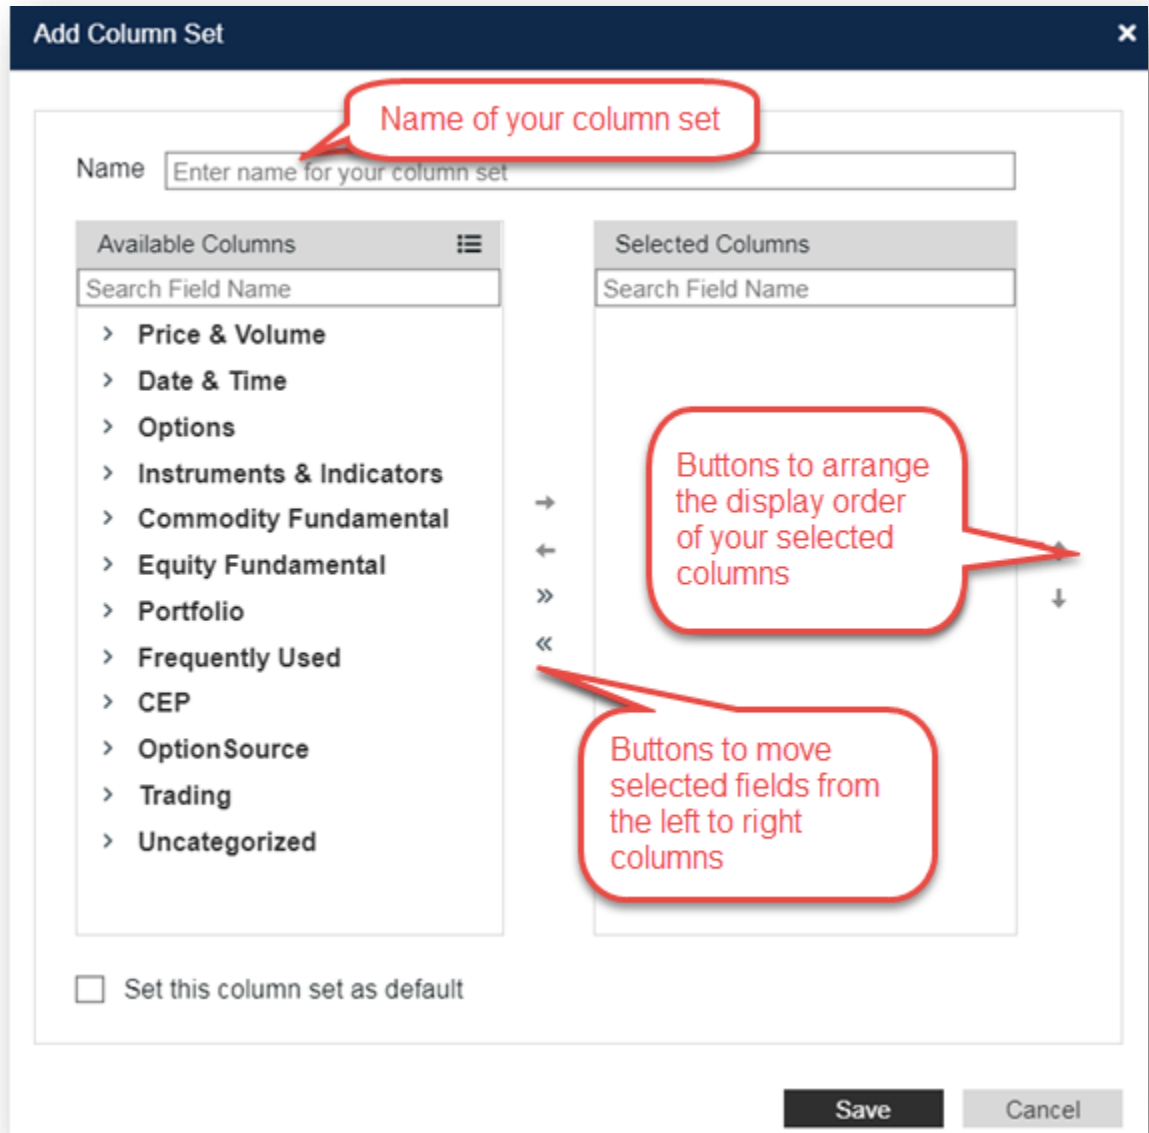 Add Column Set
Name of your column set
Name
Enter name for your column set
Available Columns
Search Field Name
Price & Volume
Date & Time
Options
Instruments & Indicators
Commodity Fundamental
Equity Fundamental
Portfolio
Frequently Used
CEP
OptionSource
Trading
Uncategorized
Selected Columns
Search Field Name
Buttons to arrange
the display order
of your selected
columns
Buttons to move
selected fields from
the left to right
columns
Set this column set as default
Save
Cancel